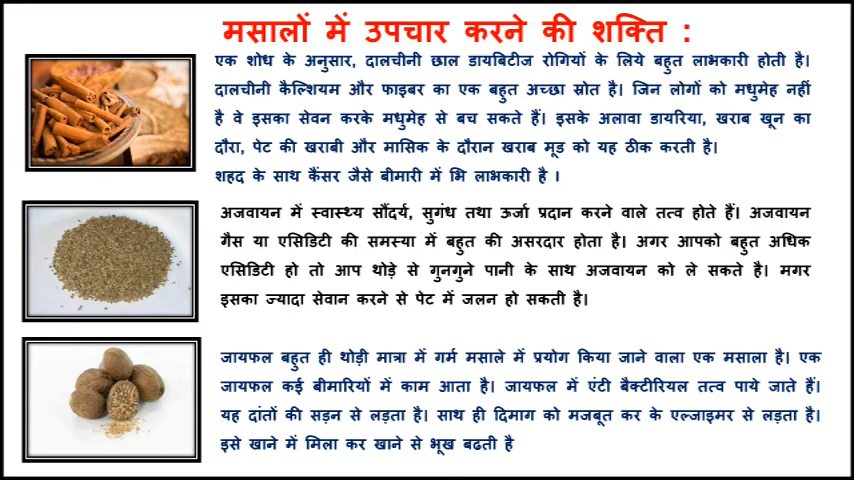 मसालों में उपचार करने की शक्ति :
एक शोध के अनुसार, दालचीनी छाल डायबिटीज रोगियों के लिये बहुत लाभकारी होती है।
दालचीनी कैल्शियम और फाइबर का एक बहुत अच्छा स्रोत है। जिन लोगों को मधुमेह नहीं
है वे इसका सेवन करके मधुमेह से बच सकते हैं। इसके अलावा डायरिया, खराब खून का
दौरा, पेट की खराबी और मासिक के दौरान खराब मूड को यह ठीक करती है।
शहद के साथ कैंसर जैसे बीमारी में भि लाभकारी है ।
अजवायन में स्वास्थ्य सौंदर्य, सुगंध तथा ऊर्जा प्रदान करने वाले तत्व होते हैं। अजवायन
गैस या एसिडिटी की समस्या में बहुत की असरदार होता है। अगर आपको बहुत अधिक
एसिडिटी हो तो आप थोड़े से गुनगुने पानी के साथ अजवायन को ले सकते है। मगर
इसका ज्यादा सेवान करने से पेट में जलन हो सकती है।
जायफल बहुत ही थोड़ी मात्रा में गर्म मसाले में प्रयोग किया जाने वाला एक मसाला है। एक
जायफल कई बीमारियों में काम आता है। जायफल में एंटी बैक्टीरियल तत्व पाये जाते हैं।
यह दांतों की सड़न से लड़ता है। साथ ही दिमाग को मजबूत कर के एल्जाइमर से लड़ता है।
इसे खाने में मिला कर खाने से भूख बढती है